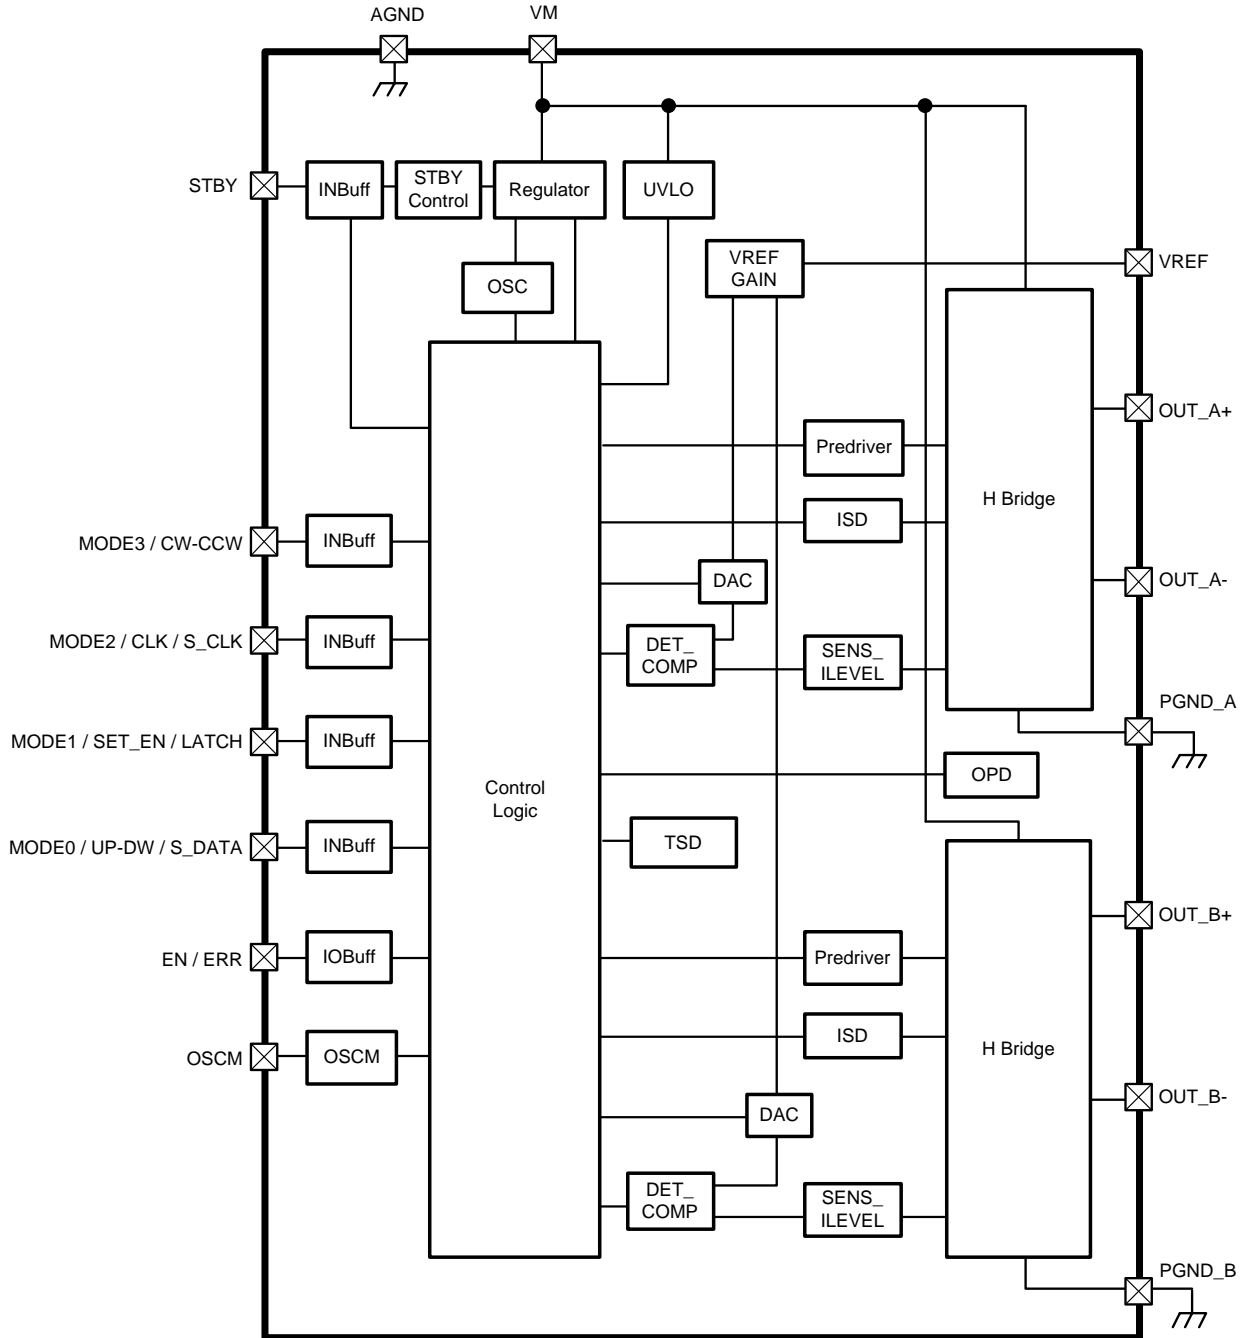 AGND
VM
STBY
INBuff
STBY
Control
Regulator
UVLO
VREF
GAIN
VREF
OSC
OUT_A+
Predriver
H Bridge
ISD
MODE3 / CW-CCW
INBuff
DAC
OUT_A-
MODE2 / CLK / S_CLK
INBuff
DET_
COMP
SENS_
ILEVEL
PGND_A
MODE1 / SET_EN / LATCH
INBuff
Control
Logic
OPD
MODE0 / UP-DW / S_DATA
INBuff
TSD
OUT_B+
EN / ERR
IOBuff
Predriver
ISD
H Bridge
OSCM
OSCM
OUT_B-
DAC
DET_
COMP
SENS_
ILEVEL
PGND_B